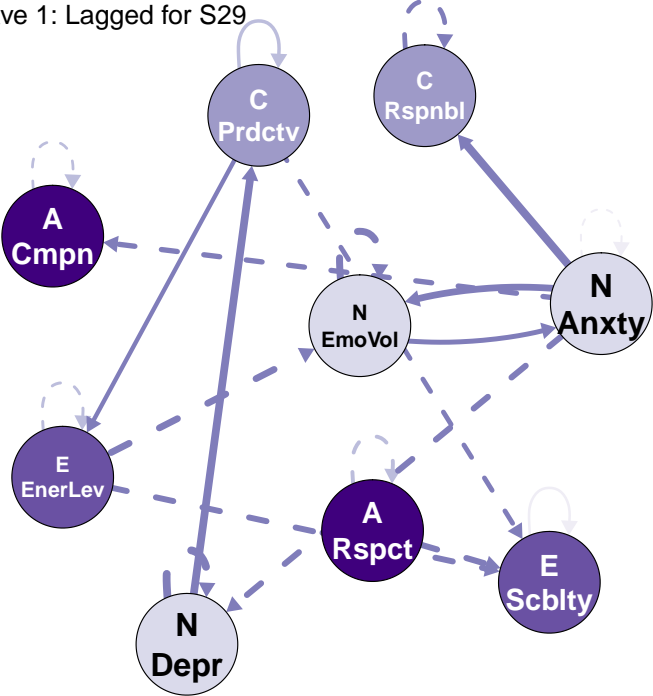 ve 1: Lagged for S29
C
Prdctv
C
Rspnbl
A
Cmpn
N
EmoVol
N
Anxty
E
EnerLev
A
Rspct
E
Scblty
N
Depr